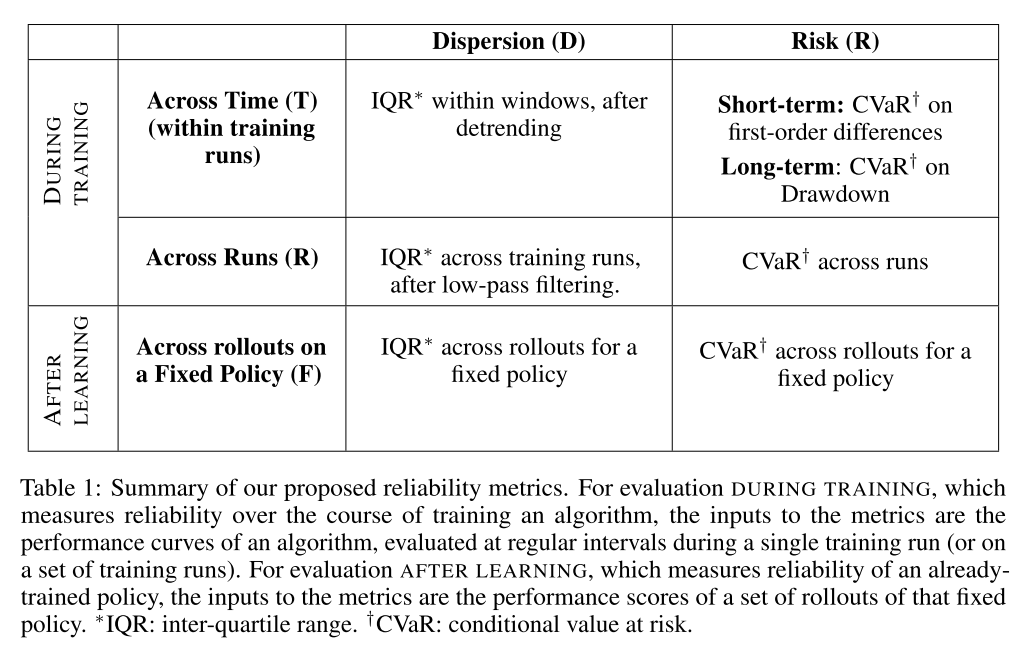 Dispersion (D) Risk (R)
DURING
TRAINING
Across Time (T)
(within training
runs)
IQR* within windows, after
detrending
Short-term: CVaR† on
first-order differences
Long-term: CVaR† on
Drawdown
Across Runs (R)
IQR* across training runs,
after low-pass filtering.
CVaR† across runs
AFTER
LEARNING
Across rollouts on
a Fixed Policy (F)
IQR* across rollouts for a
fixed policy
CVaR† across rollouts for a
fixed policy
Table 1: Summary of our proposed reliability metrics. For evaluation DURING TRAINING, which
measures reliability over the course of training an algorithm, the inputs to the metrics are the
performance curves of an algorithm, evaluated at regular intervals during a single training run (or on
a set of training runs). For evaluation AFTER LEARNING, which measures reliability of an already-
trained policy, the inputs to the metrics are the performance scores of a set of rollouts of that fixed
policy. *IQR: inter-quartile range. †CVaR: conditional value at risk.